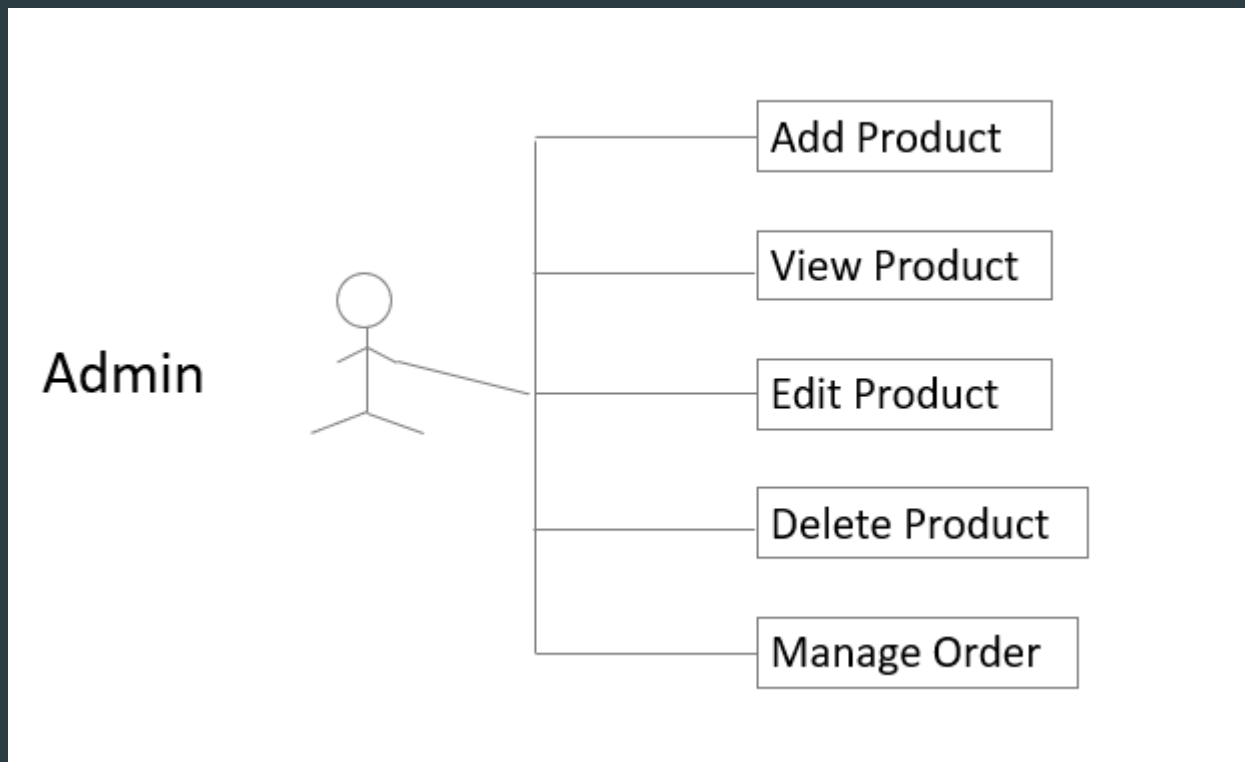 Add Product
View Product
Admin
Edit Product
Delete Product
Manage Order